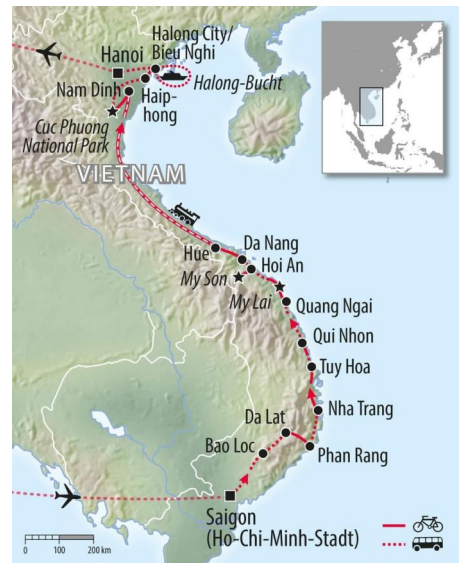 Halong City/
Bieu Nghi
Hanoi
Halong-Bucht
Nam Dinh
Haip-
hong
Cuc Phuong
National Park
VIETNAM
Da Nang
Hue
Hoi An
My Son
My Lai
Quang Ngai
Qui Nhon
Tuy Hoa
Da Lat
Nha Trang
Bao Loc
Phan Rang
Saigon
(Ho-Chi-Minh-Stadt)
0 100 200 km